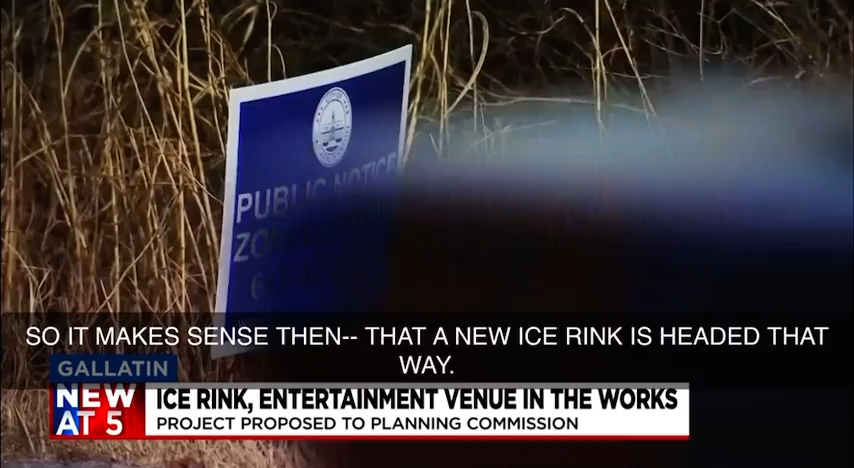 PUBLIC NOTICE
SO IT MAKES SENSE THEN-- THAT A NEW ICE RINK IS HEADED THAT
WAY.
GALLATIN
NEW
AT 5
ICE RINK, ENTERTAINMENT VENUE IN THE WORKS
PROJECT PROPOSED TO PLANNING COMMISSION